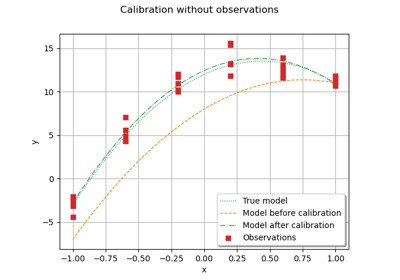 Calibration without observations
15
10
5
0
−5
y
−1.00 −0.75 −0.50 −0.25 0.00 0.25 0.50 0.75 1.00
x
True model
Model before calibration
Model after calibration
Observations